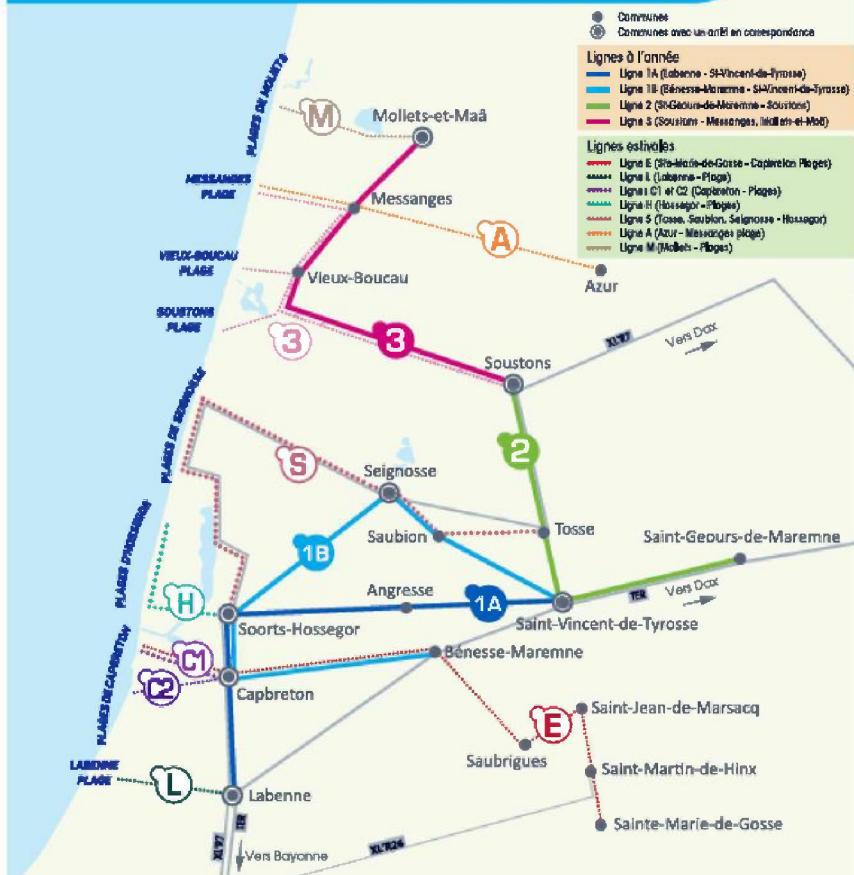 Communes
Communes avec un arrêt en correspondance
Lignes à l'année
Ligne 1A (Labenne - St-Vincent-de-Tyrosse)
Ligne 1B (Bénesse-Maremne - St-Vincent-de-Tyrosse)
Ligne 2 (St-Geours-de-Maremne - Soustons)
Ligne 3 (Soustons - Messanges, Moliets-et-Maâ)
Lignes estivales
Ligne E (Ste-Marie-de-Gosse - Capbreton Plages)
Ligne L (Labenne - Plage)
Lignes C1 et C2 (Capbreton - Plages)
Ligne H (Hossegor - Plages)
Ligne S (Tosse, Saubion, Seignosse - Hossegor)
Ligne A (Azur - Messanges plage)
Ligne M (Moliets - Plages)
PLAGES DE MOLIETS
M
Mollets-et-Maâ
MESSANGES
PLAGE
Messanges
A
Azur
VIEUX-BOUCAU
PLAGE
Vieux-Boucau
SOUSTONS
PLAGE
3
3
XL'R7
Vers Dax
Soustons
PLAGES DE SEIGNOSSE
S
2
Seignosse
Saubion
Tosse
Saint-Geours-de-Maremne
1B
PLAGES D'HOSSEGOR
H
Angresse
1A
TER
Vers Dax
Soorts-Hossegor
Saint-Vincent-de-Tyrosse
PLAGES DE CAPBRETON
C1
C2
Bénesse-Maremne
Capbreton
E
Saint-Jean-de-Marsacq
Saubrigues
LABENNE
PLAGE
L
Labenne
Saint-Martin-de-Hinx
Sainte-Marie-de-Gosse
XL'R7
TER
Vers Bayonne
XL'R26